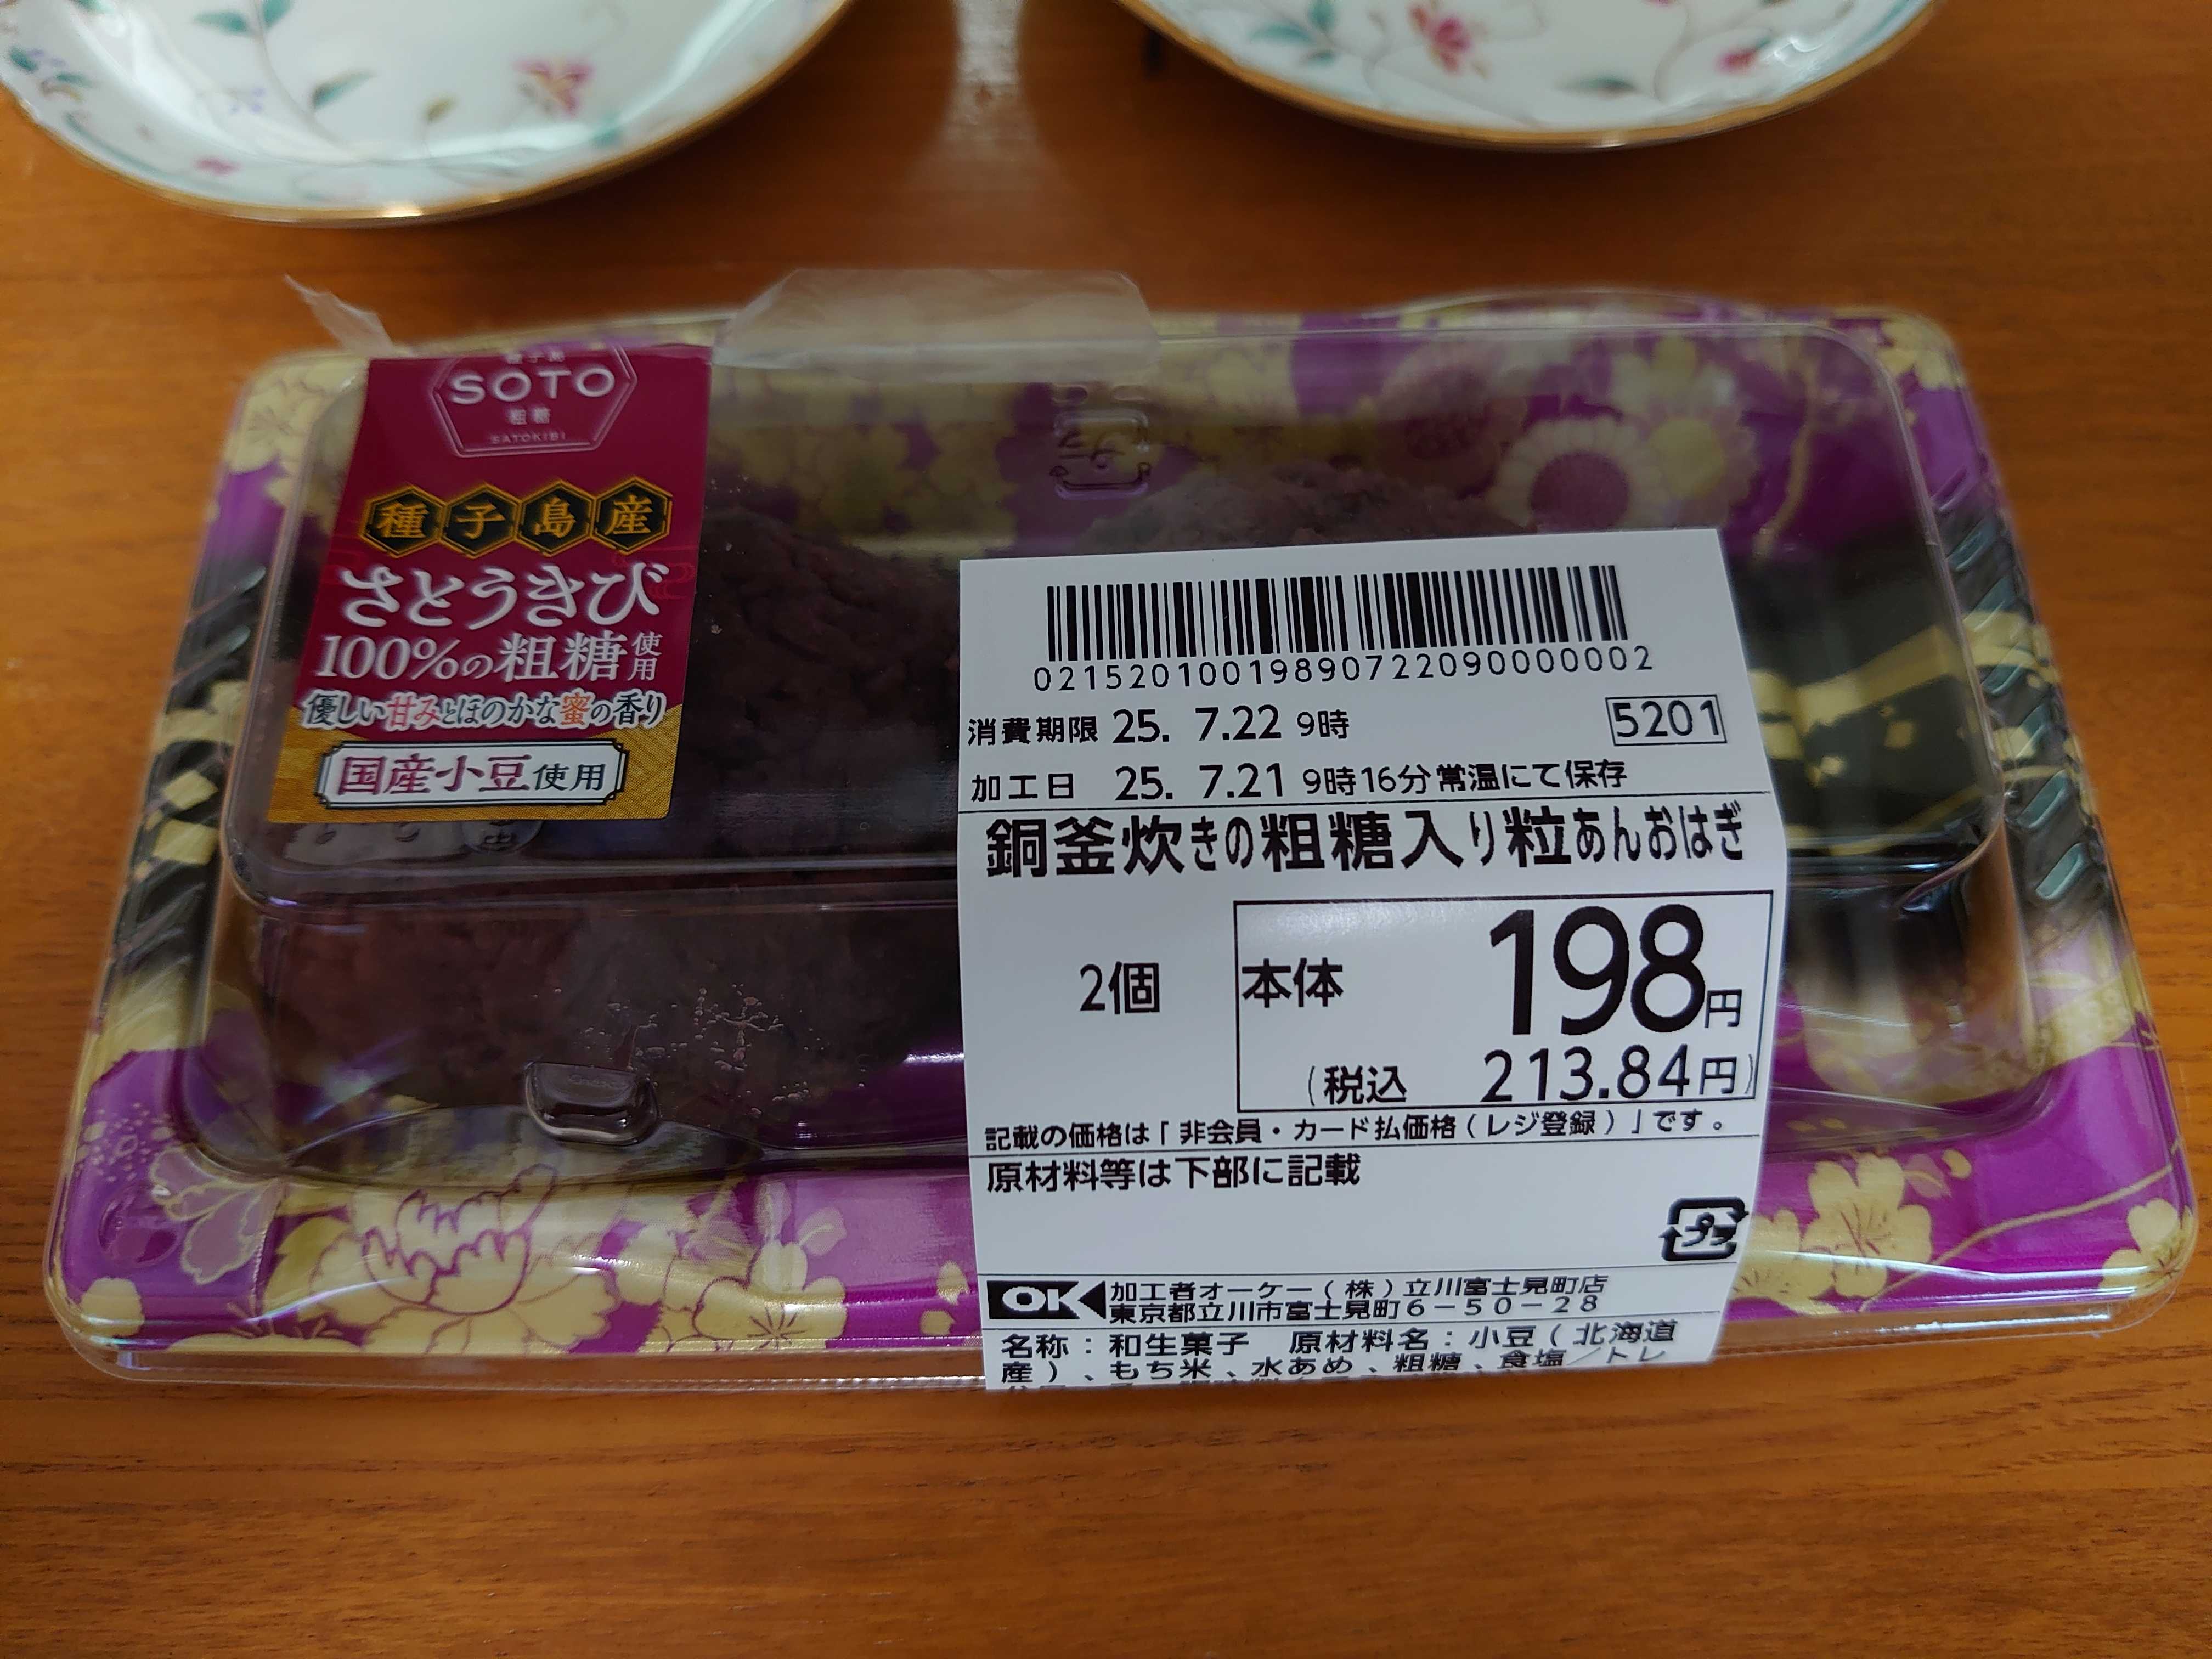 SOTO
粗糖
SATOKIBI
種子島産
さとうきび
100%の粗糖使用
優しい甘みとほのかな蜜の香り
国産小豆使用
プラ
02152010019890722090000002
消費期限 25. 7.22 9時 5201
加工日 25. 7.21 9時16分 常温にて保存
銅釜炊きの粗糖入り粒あんおはぎ
2個 本体 198円
(税込 213.84円)
記載の価格は「非会員・カード払価格(レジ登録)」です。
原材料等は下部に記載
プラ
OK 加工者オーケー(株)立川富士見町店
東京都立川市富士見町6-50-28
名称:和生菓子 原材料名:小豆(北海道
産)、もち米、水あめ、粗糖、食塩/トレ